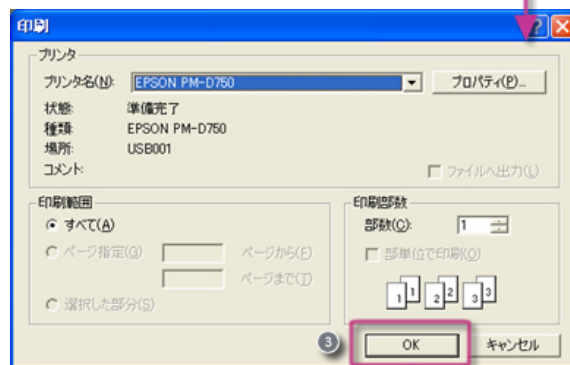 印刷
プリンタ
プリンタ名(N): EPSON PM-D750 プロパティ(P)...
状態: 準備完了
種類: EPSON PM-D750
場所: USB001
コメント: ファイルへ出力(L)
印刷範囲
すべて(A)
ページ指定(G) ページから(F)
ページまで(T)
選択した部分(S)
印刷部数
部数(C): 1
部単位で印刷(O)
1 1 2 2 3 3
3 OK キャンセル